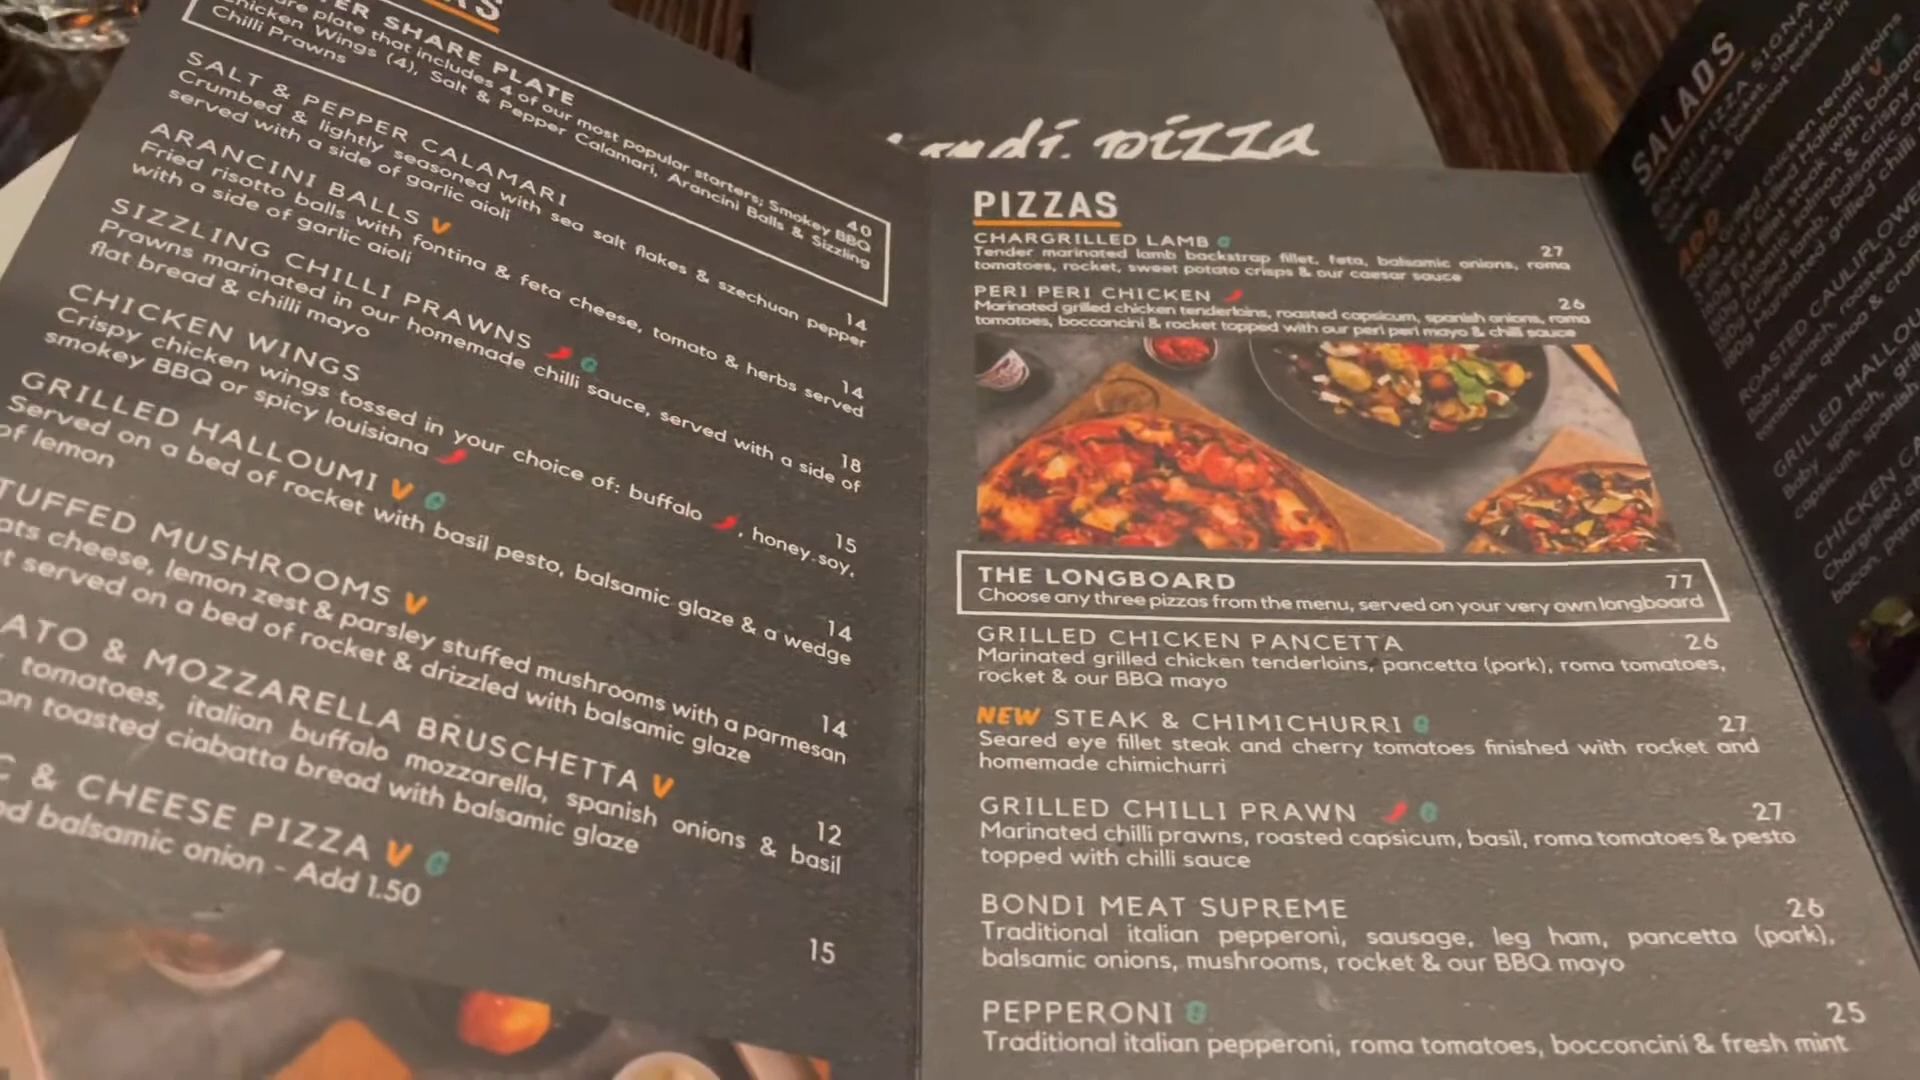 TER SHARE PLATE
plate that includes 4 of our most popular starters; Smokey BBQ
Chicken Wings (4), Salt & Pepper Calamari, Arancini Balls & Sizzling
Chilli Prawns
40
SALT & PEPPER CALAMARI
14
Crumbed & lightly seasoned with sea salt flakes & szechuan pepper
served with a side of garlic aioli
ARANCINI BALLS V
14
Fried risotto balls with fontina & feta cheese, tomato & herbs served
with a side of garlic aioli
SIZZLING CHILLI PRAWNS
18
Prawns marinated in our homemade chilli sauce, served with a side of
flat bread & chilli mayo
CHICKEN WINGS
15
Crispy chicken wings tossed in your choice of: buffalo , honey soy,
smokey BBQ or spicy louisiana
GRILLED HALLOUMI V G
14
Served on a bed of rocket with basil pesto, balsamic glaze & a wedge
of lemon
TUFFED MUSHROOMS V
14
ats cheese, lemon zest & parsley stuffed mushrooms with a parmesan
t served on a bed of rocket & drizzled with balsamic glaze
ATO & MOZZARELLA BRUSCHETTA V
12
tomatoes, italian buffalo mozzarella, spanish onions & basil
on toasted ciabatta bread with balsamic glaze
C & CHEESE PIZZA V G
15
balsamic onion - Add 1.50
bondi. pizza
PIZZAS
CHARGRILLED LAMB G 27
Tender marinated lamb backstrap fillet, feta, balsamic onions, roma
tomatoes, rocket, sweet potato crisps & our caesar sauce
PERI PERI CHICKEN 26
Marinated grilled chicken tenderloins, roasted capsicum, spanish onions, roma
tomatoes, bocconcini & rocket topped with our peri peri mayo & chilli sauce
THE LONGBOARD 77
Choose any three pizzas from the menu, served on your very own longboard
GRILLED CHICKEN PANCETTA 26
Marinated grilled chicken tenderloins, pancetta (pork), roma tomatoes,
rocket & our BBQ mayo
NEW STEAK & CHIMICHURRI G 27
Seared eye fillet steak and cherry tomatoes finished with rocket and
homemade chimichurri
GRILLED CHILLI PRAWN G 27
Marinated chilli prawns, roasted capsicum, basil, roma tomatoes & pesto
topped with chilli sauce
BONDI MEAT SUPREME 26
Traditional italian pepperoni, sausage, leg ham, pancetta (pork),
balsamic onions, mushrooms, rocket & our BBQ mayo
PEPPERONI G 25
Traditional italian pepperoni, roma tomatoes, bocconcini & fresh mint
SALADS
ADD
ROASTED CAULIFLOWER
GRILLED HALLOU
CHICKEN CA